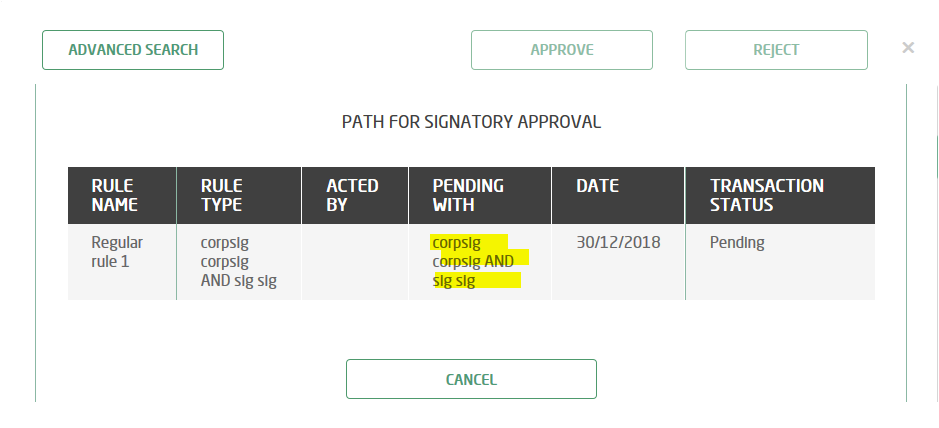 ADVANCED SEARCH
APPROVE
REJECT
×
PATH FOR SIGNATORY APPROVAL
RULE NAME
RULE TYPE
ACTED BY
PENDING WITH
DATE
TRANSACTION STATUS
Regular rule 1
corpsig
corpsig
AND sig sig
corpsig
corpsig AND
sig sig
30/12/2018
Pending
CANCEL